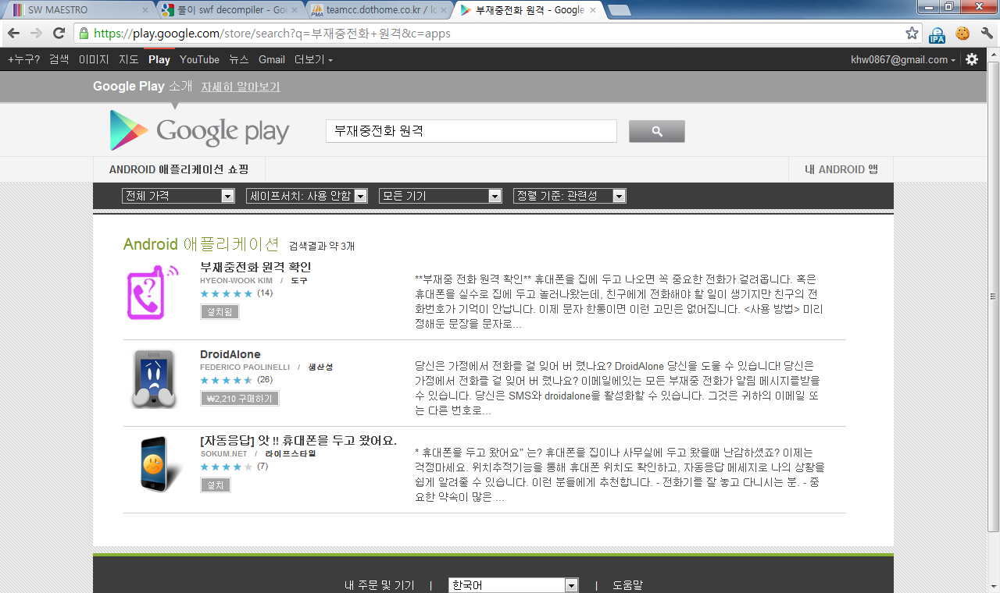 SW MAESTRO
풀이 swf decompiler - Goo
teamcc.dothome.co.kr / lc
부재중전화 원격 - Google
https://play.google.com/store/search?q=부재중전화+원격&c=apps
IPA
+누구? 검색 이미지 지도 Play YouTube 뉴스 Gmail 더보기
khw0867@gmail.com
Google Play 소개 자세히 알아보기
Google play
부재중전화 원격
ANDROID 애플리케이션 쇼핑
내 ANDROID 앱
전체 가격 세이프서치: 사용 안함 모든 기기 정렬 기준: 관련성
Android 애플리케이션 검색결과 약 3개
부재중전화 원격 확인
HYEON-WOOK KIM / 도구
(14)
설치됨
**부재중 전화 원격 확인** 휴대폰을 집에 두고 나오면 꼭 중요한 전화가 걸려옵니다. 혹은
휴대폰을 실수로 집에 두고 놀러나왔는데, 친구에게 전화해야 할 일이 생기지만 친구의 전
화번호가 기억이 안납니다. 이제 문자 한통이면 이런 고민은 없어집니다. <사용 방법> 미리
정해둔 문장을 문자로...
DroidAlone
FEDERICO PAOLINELLI / 생산성
(26)
₩2,210 구매하기
당신은 가정에서 전화를 걸 잊어 버 렸나요? DroidAlone 당신을 도울 수 있습니다! 당신은
가정에서 전화를 걸 잊어 버 렸나요? 이메일에있는 모든 부재중 전화가 알림 메시지를받을
수 있습니다. 당신은 SMS와 droidalone을 활성화할 수 있습니다. 그것은 귀하의 이메일 또
는 다른 번호로...
[자동응답] 앗 !! 휴대폰을 두고 왔어요.
SOKUM.NET / 라이프스타일
(7)
설치
* 휴대폰을 두고 왔어요" 는? 휴대폰을 집이나 사무실에 두고 왔을때 난감하셨죠? 이제는
걱정마세요. 위치추적기능을 통해 휴대폰 위치도 확인하고, 자동응답 메세지로 나의 상황을
쉽게 알려줄 수 있습니다. 이런 분들에게 추천합니다. - 전화기를 잘 놓고 다니시는 분. - 중
요한 약속이 많은 ...
내 주문 및 기기 | 한국어 | 도움말